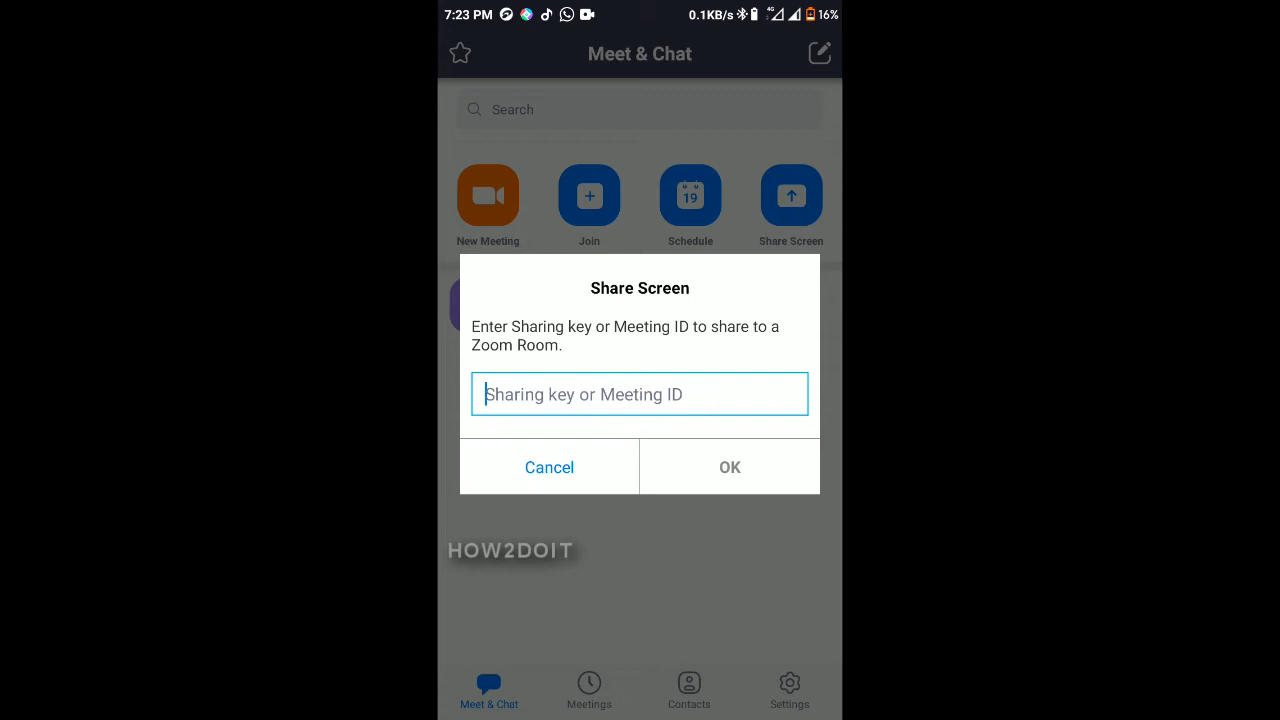 7:23 PM 0.1KB/s 4G 16%
Meet & Chat
Search
19
New Meeting Join Schedule Share Screen
Share Screen
Enter Sharing key or Meeting ID to share to a
Zoom Room.
Sharing key or Meeting ID
Cancel OK
HOW2DOIT
Meet & Chat Meetings Contacts Settings